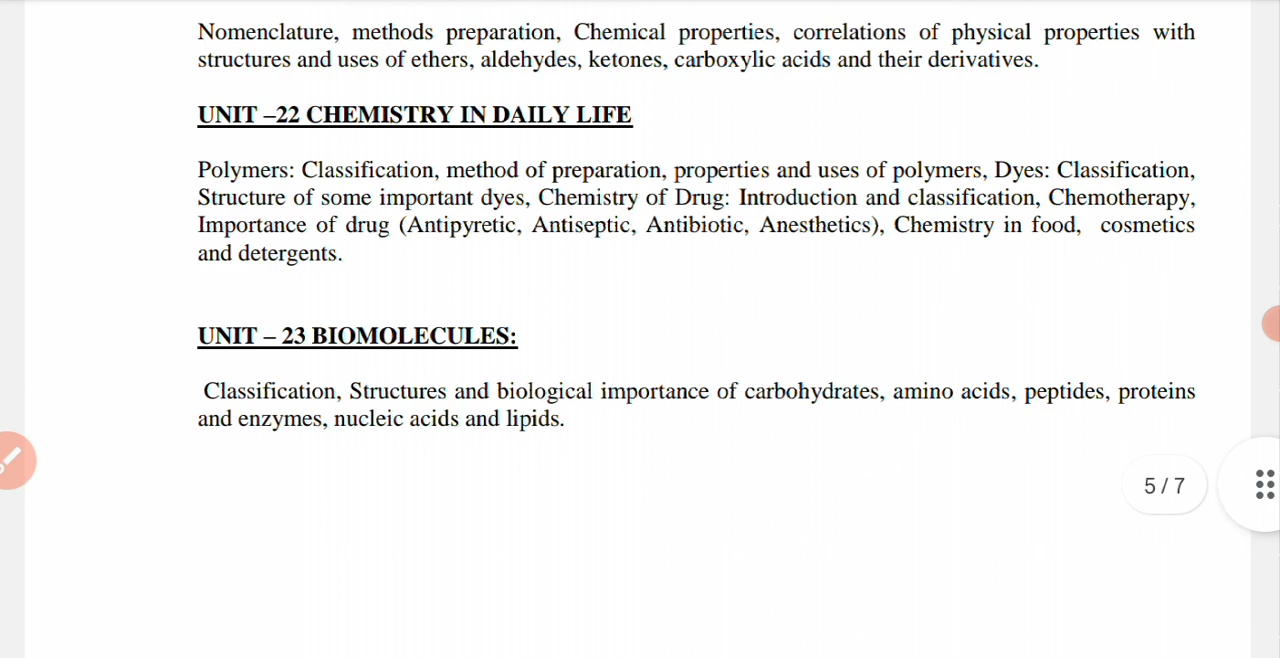 Nomenclature, methods preparation, Chemical properties, correlations of physical properties with
structures and uses of ethers, aldehydes, ketones, carboxylic acids and their derivatives.
UNIT –22 CHEMISTRY IN DAILY LIFE
Polymers: Classification, method of preparation, properties and uses of polymers, Dyes: Classification,
Structure of some important dyes, Chemistry of Drug: Introduction and classification, Chemotherapy,
Importance of drug (Antipyretic, Antiseptic, Antibiotic, Anesthetics), Chemistry in food, cosmetics
and detergents.
UNIT – 23 BIOMOLECULES:
Classification, Structures and biological importance of carbohydrates, amino acids, peptides, proteins
and enzymes, nucleic acids and lipids.
5 / 7